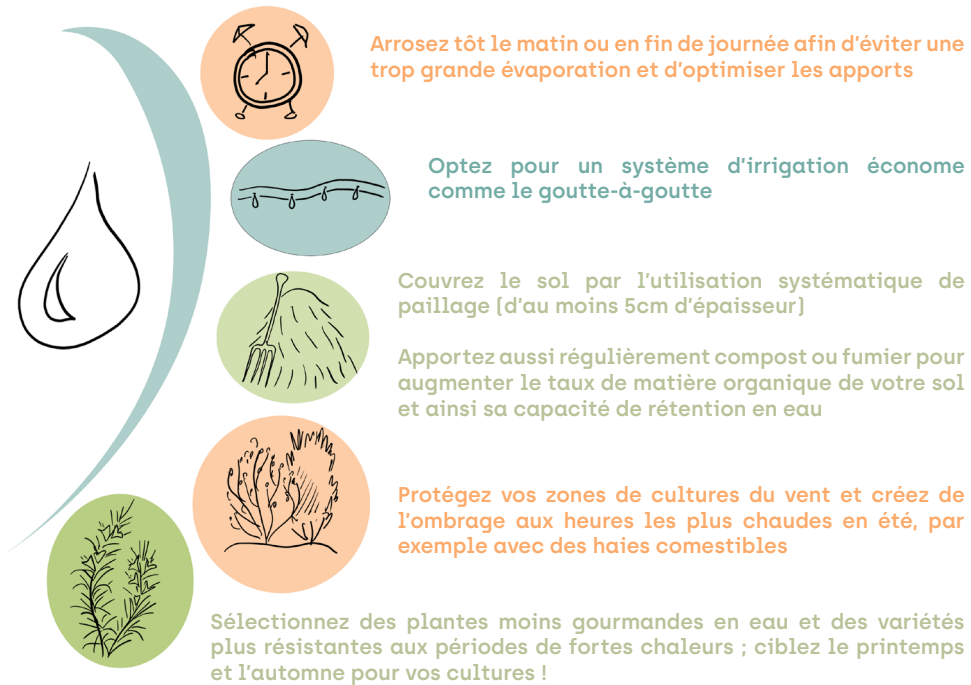 Arrosez tôt le matin ou en fin de journée afin d'éviter une
trop grande évaporation et d'optimiser les apports
Optez pour un système d'irrigation économe
comme le goutte-à-goutte
Couvrez le sol par l'utilisation systématique de
paillage (d'au moins 5cm d'épaisseur)
Apportez aussi régulièrement compost ou fumier pour
augmenter le taux de matière organique de votre sol
et ainsi sa capacité de rétention en eau
Protégez vos zones de cultures du vent et créez de
l'ombrage aux heures les plus chaudes en été, par
exemple avec des haies comestibles
Sélectionnez des plantes moins gourmandes en eau et des variétés
plus résistantes aux périodes de fortes chaleurs ; ciblez le printemps
et l'automne pour vos cultures !